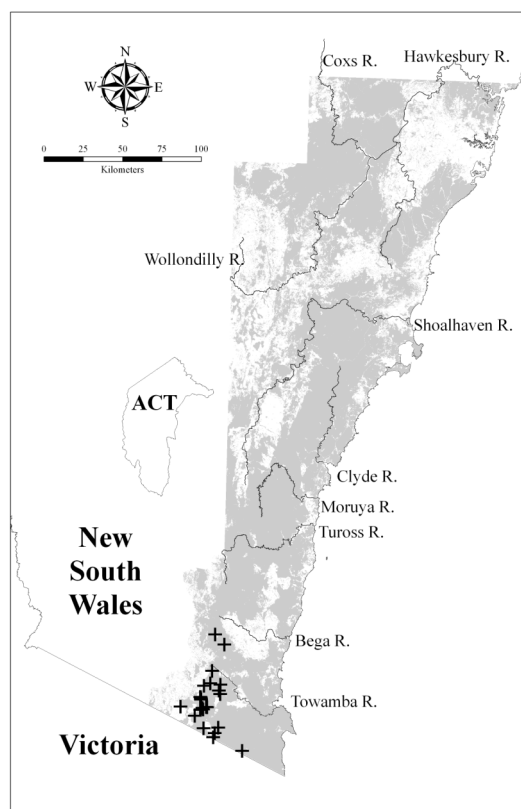 Coxs R.
Hawkesbury R.
N
W E
S
0 25 50 100
Kilometers
Wollondilly R.
Shoalhaven R.
ACT
Clyde R.
Moruya R.
Tuross R.
New
South
Wales
Bega R.
Towamba R.
Victoria